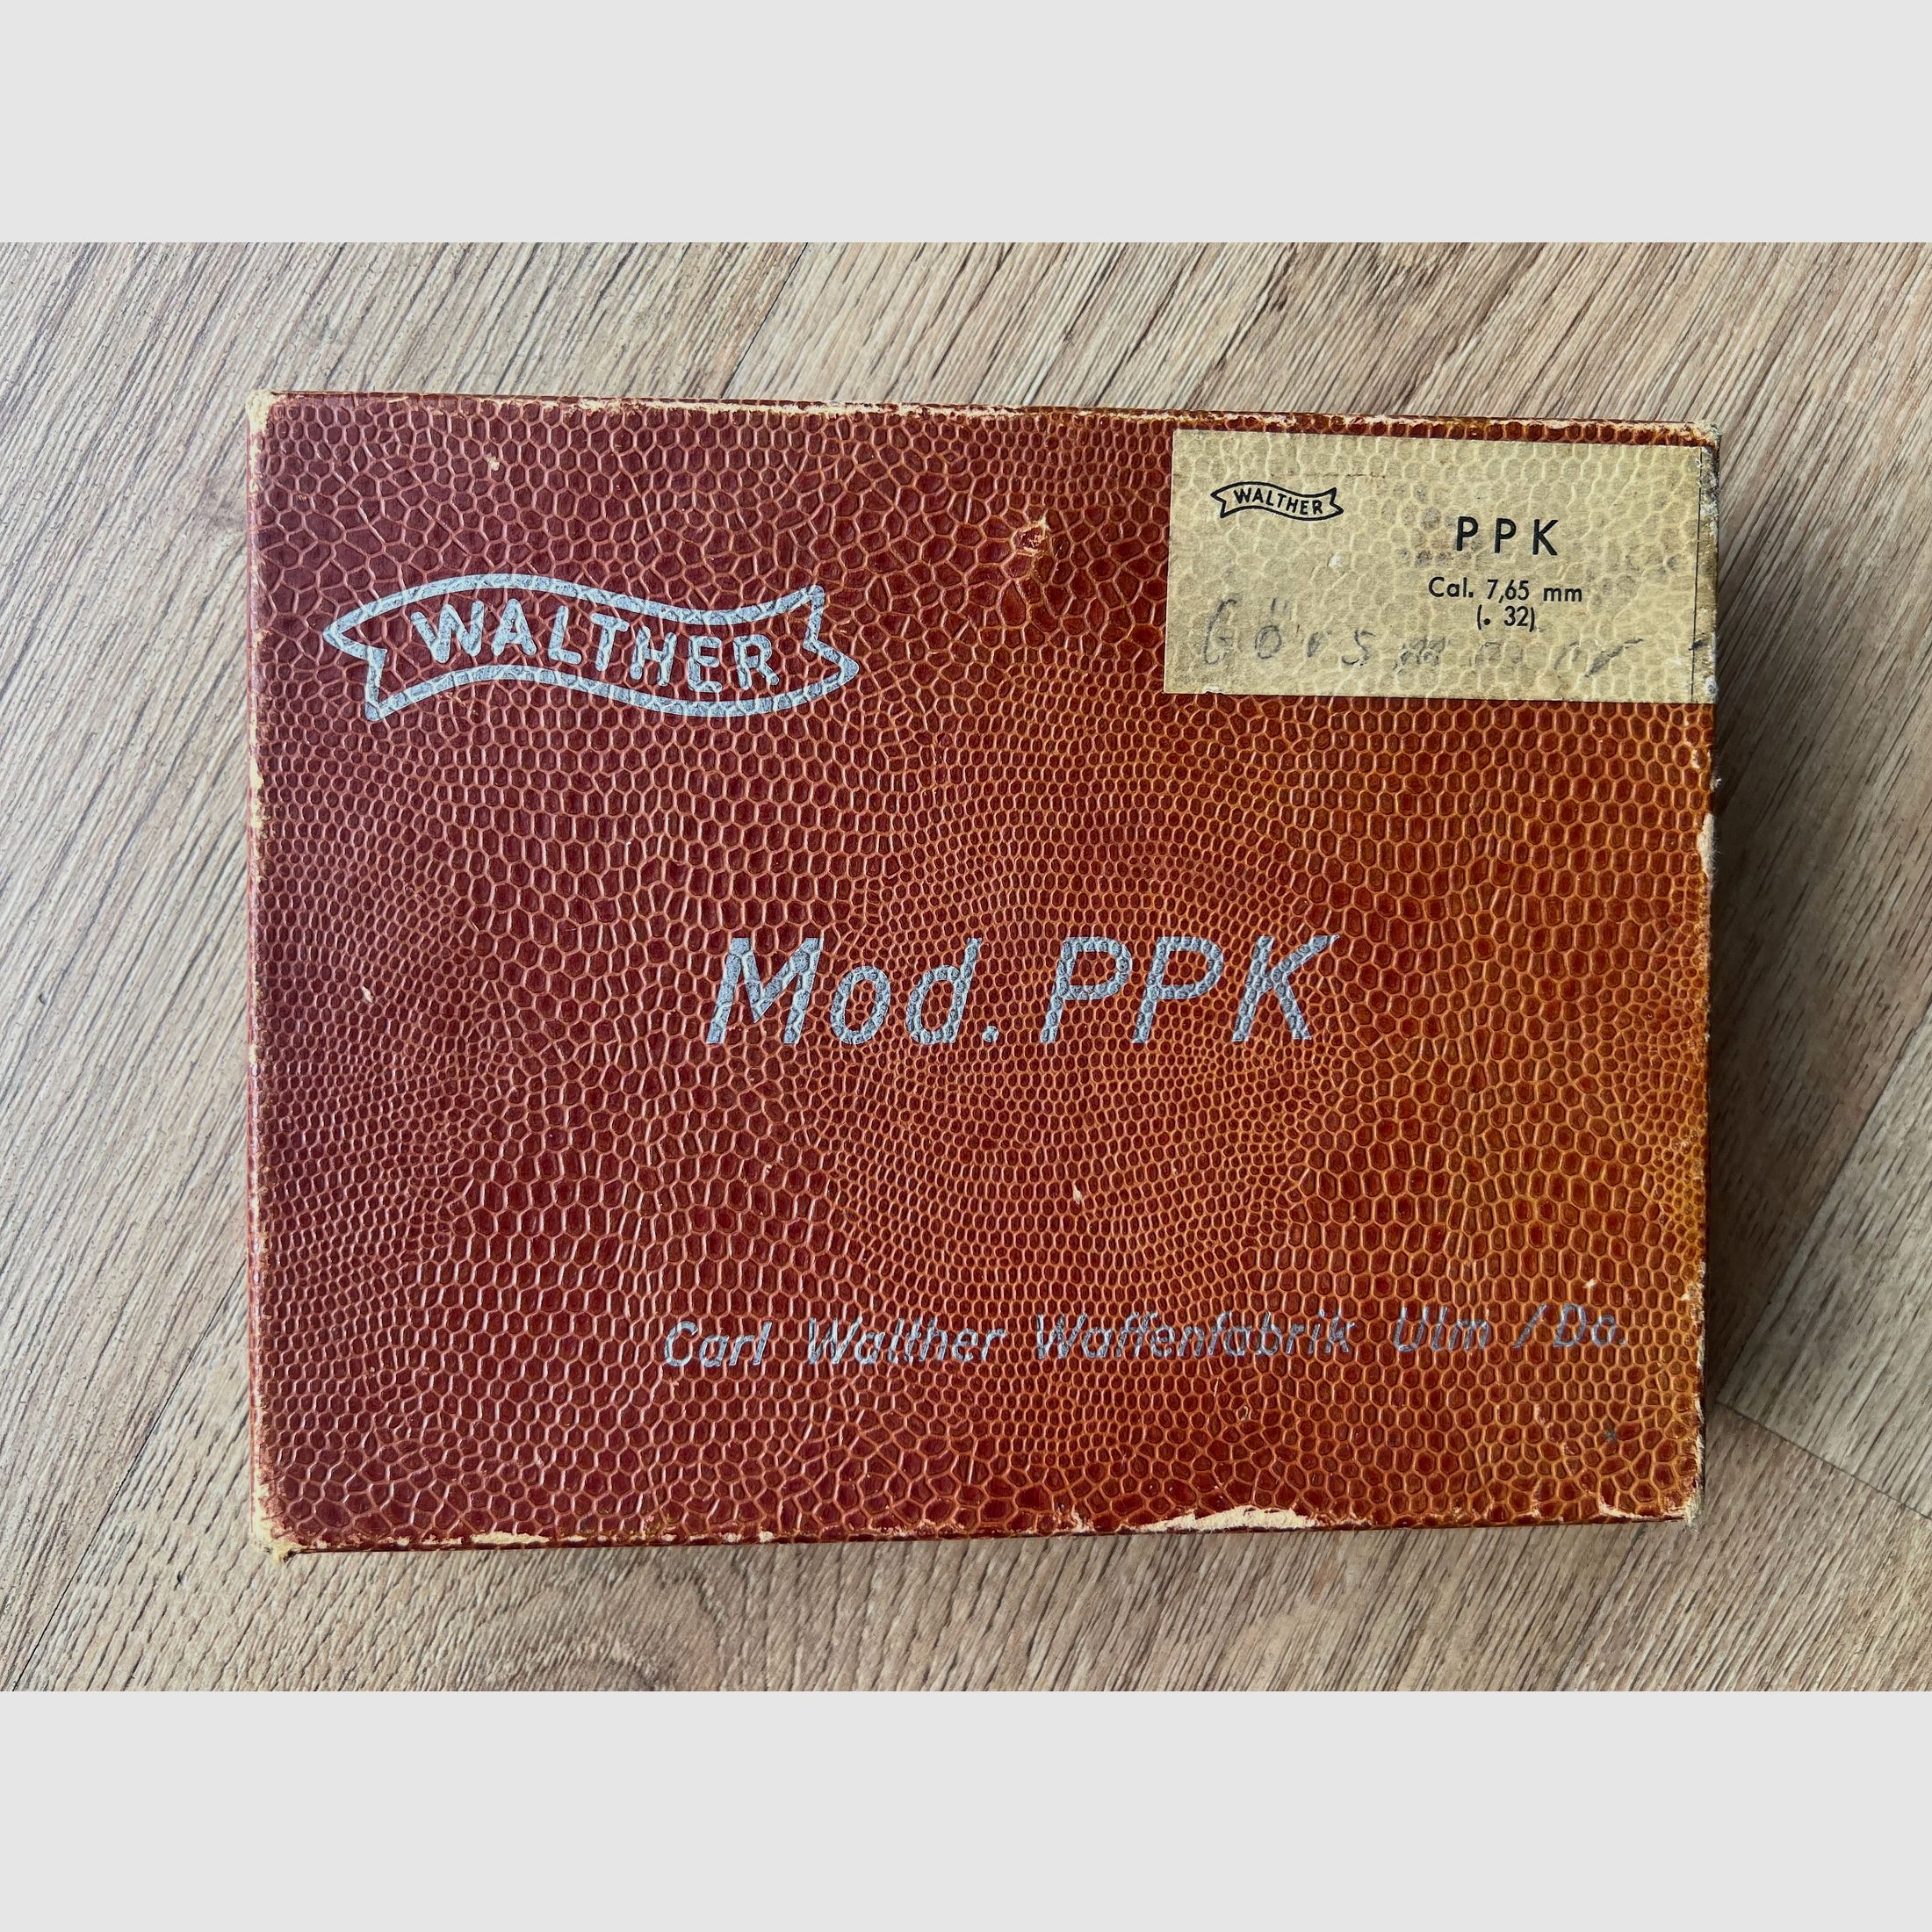 WALTHER
PPK
Cal. 7,65 mm
(. 32)
WALTHER
Mod. PPK
Carl Walther Waffenfabrik Ulm / Do.